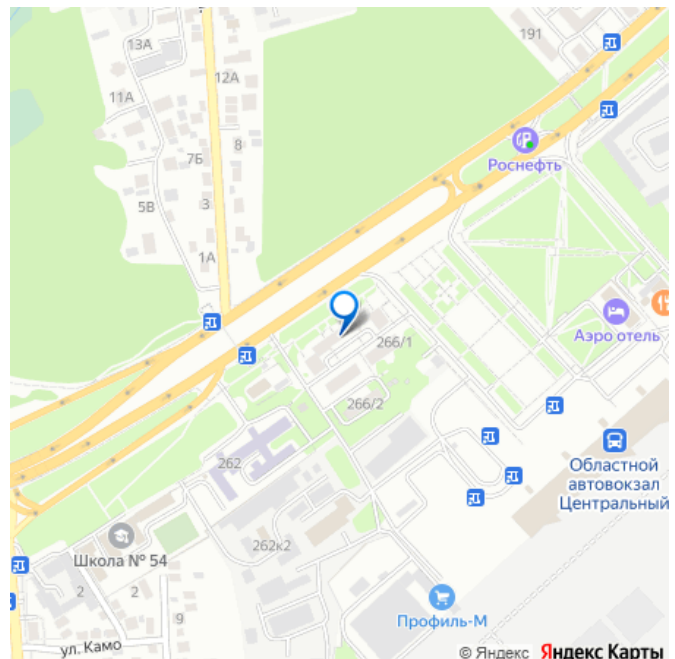 191
13А
12А
Роснефть
11А
8
7Б
5В
3
1А
Аэро отель
266/1
266/2
262
Областной
автовокзал
Центральный
262к2
Школа № 54
2
2
9
Профиль-М
ул. Камо
© Яндекс Яндекс Карты